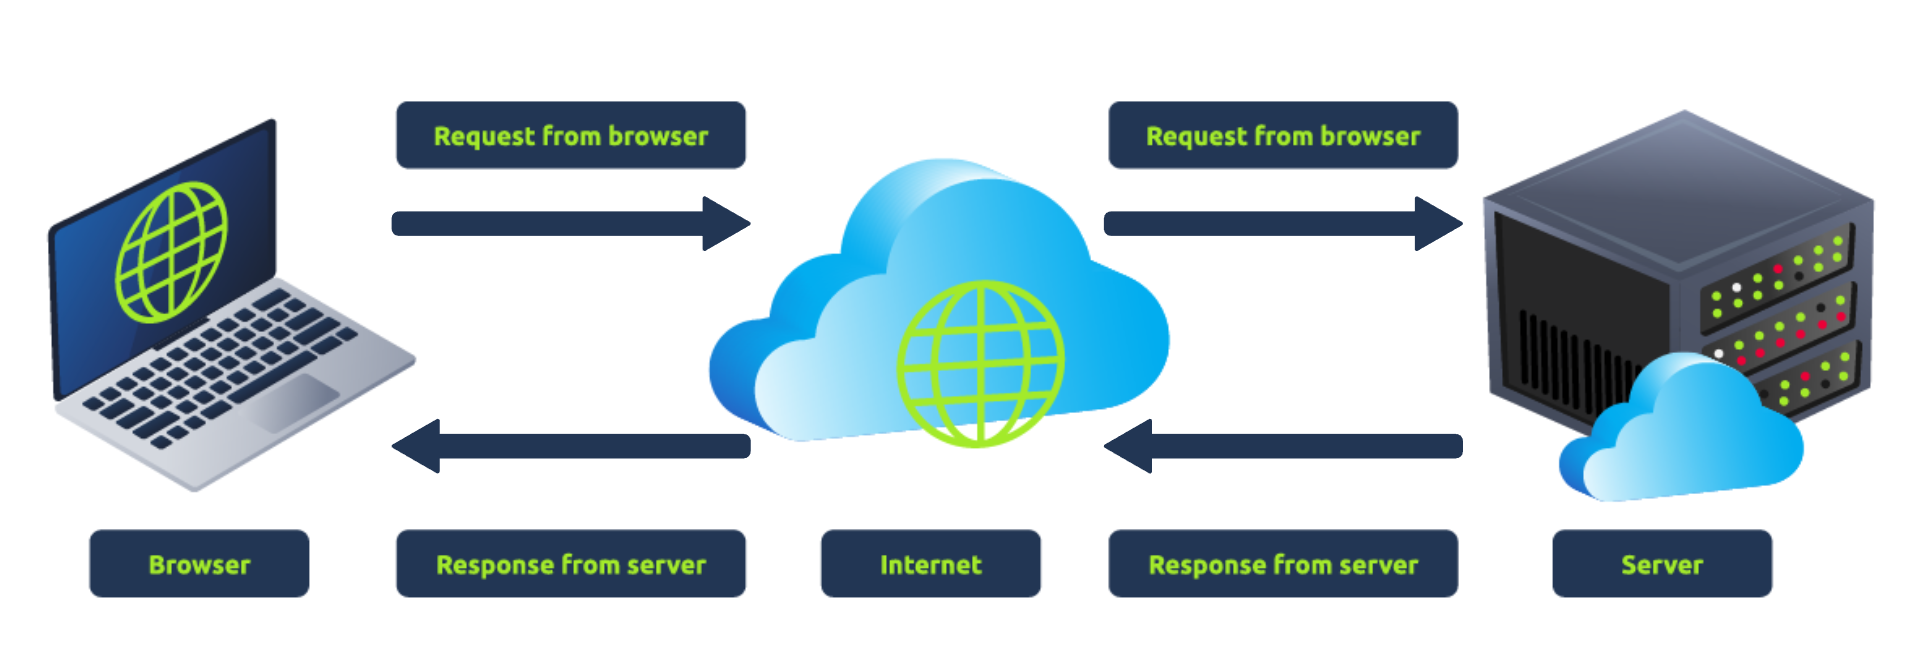 Request from browser
Request from browser
Browser
Response from server
Internet
Response from server
Server